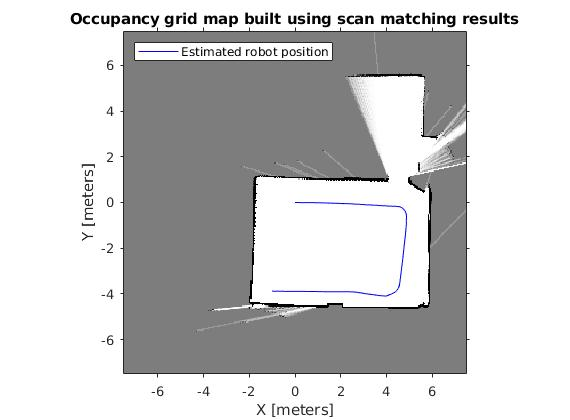 Occupancy grid map built using scan matching results
Estimated robot position
6
4
2
0
-2
-4
-6
Y [meters]
-6 -4 -2 0 2 4 6
X [meters]